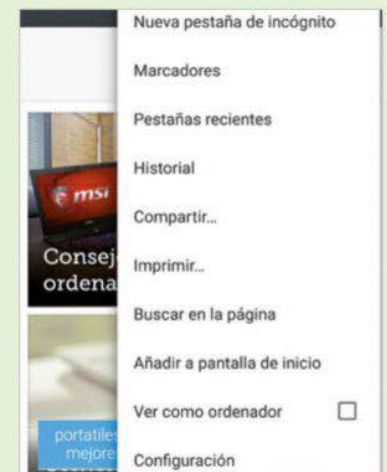 Nueva pestaña de incógnito
Marcadores
Pestañas recientes
Historial
Compartir...
msi
Consej
ordena
Imprimir...
Buscar en la página
Añadir a pantalla de inicio
Ver como ordenador
portatiles
mejore
Configuración